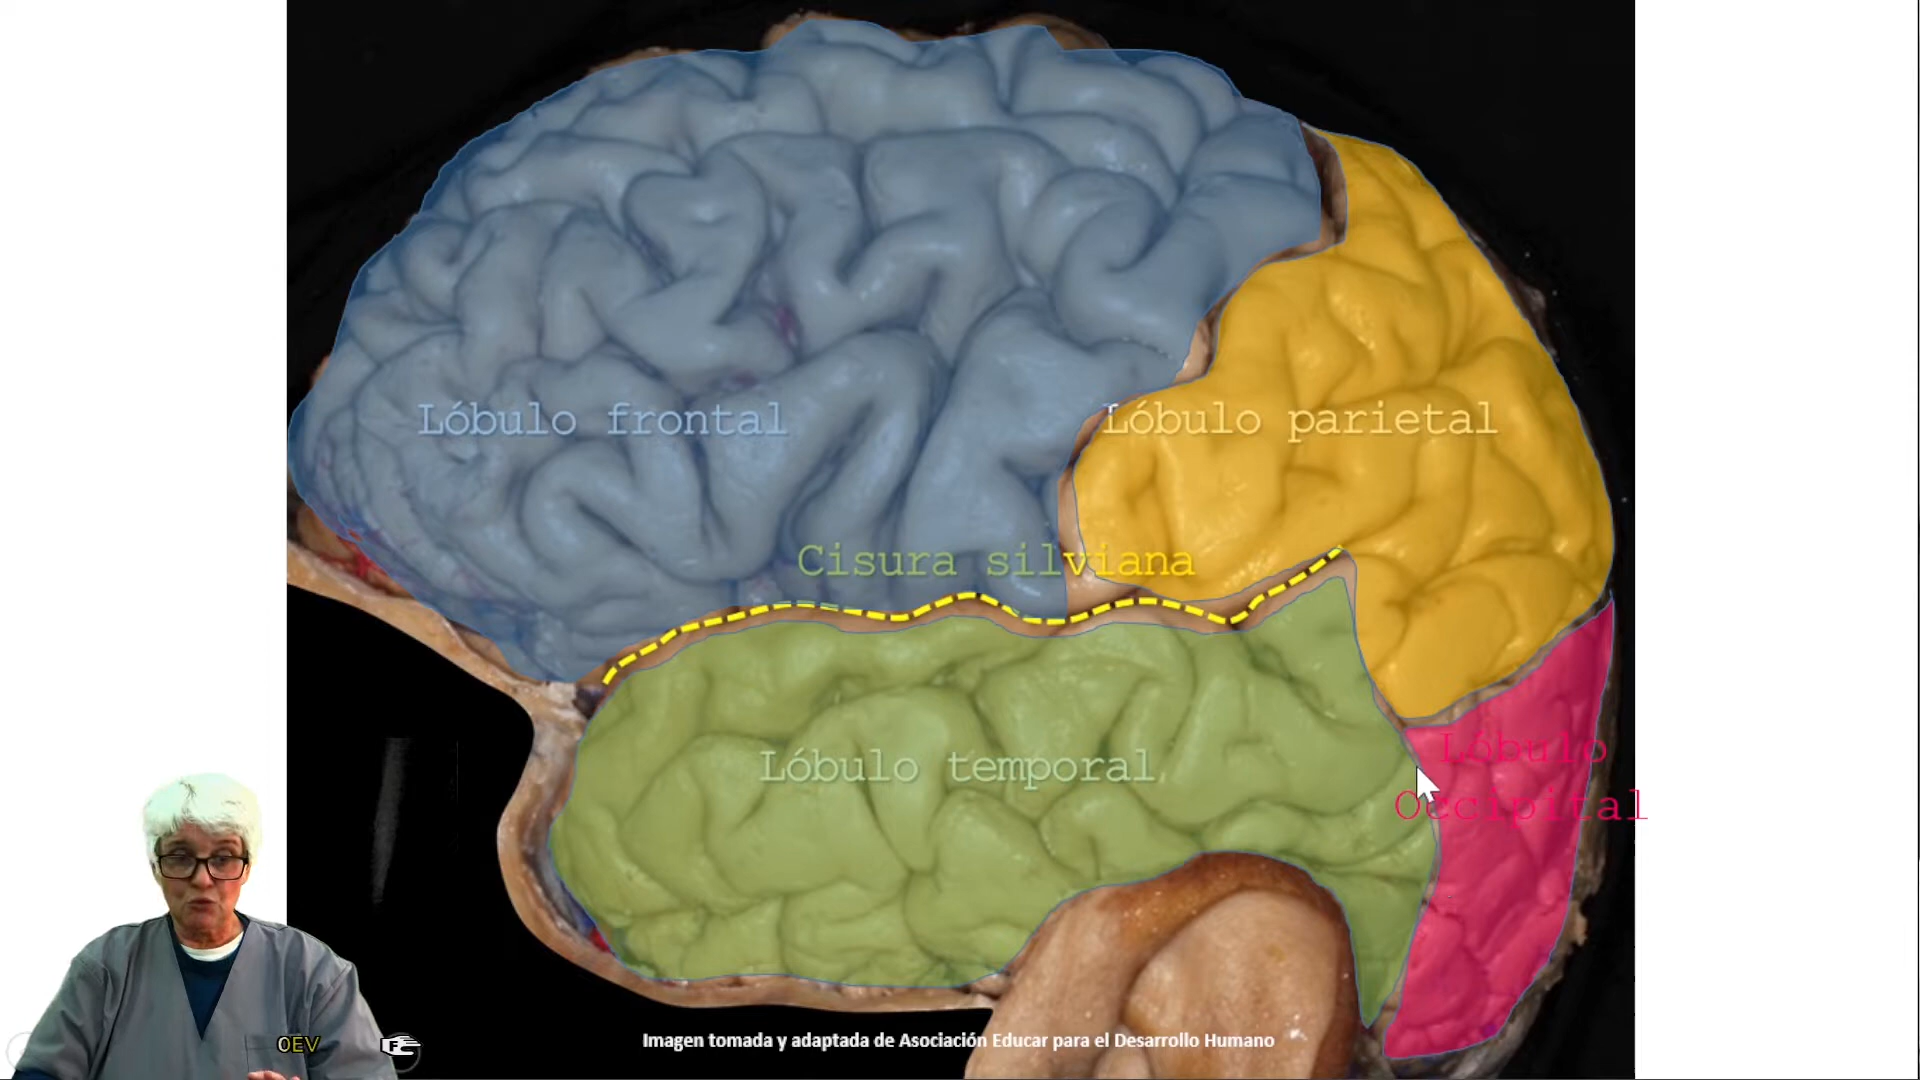 Lóbulo frontal
Lóbulo parietal
Cisura silviana
Lóbulo temporal
Lóbulo
Occipital
OEV
F
Imagen tomada y adaptada de Asociación Educar para el Desarrollo Humano